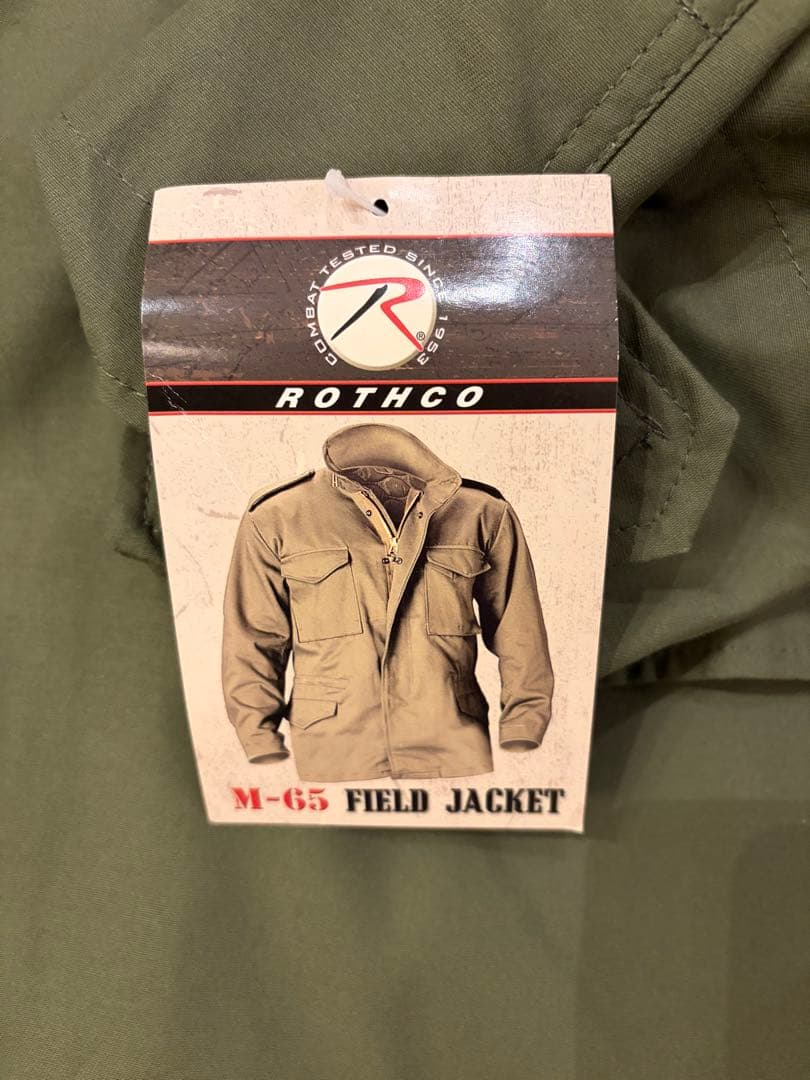 COMBAT TESTED SINCE 1953
R®
ROTHCO
M-65 FIELD JACKET